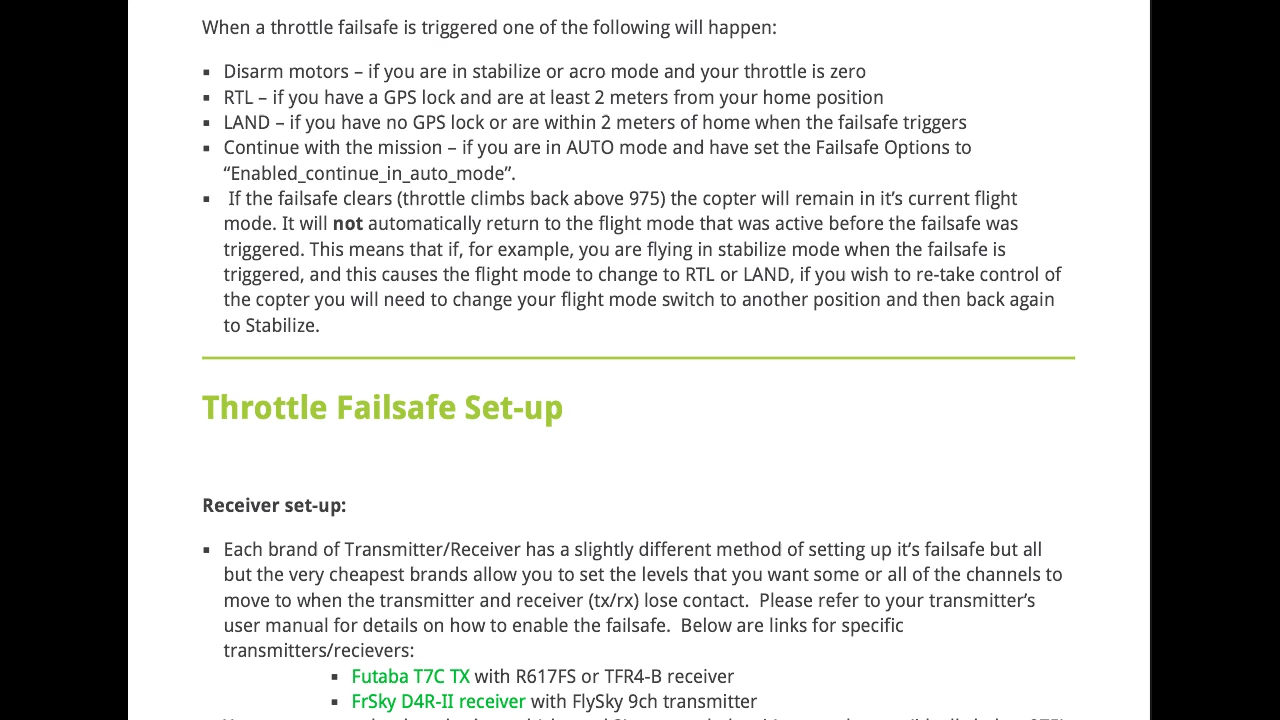 When a throttle failsafe is triggered one of the following will happen:
▪ Disarm motors – if you are in stabilize or acro mode and your throttle is zero
▪ RTL – if you have a GPS lock and are at least 2 meters from your home position
▪ LAND – if you have no GPS lock or are within 2 meters of home when the failsafe triggers
▪ Continue with the mission – if you are in AUTO mode and have set the Failsafe Options to
“Enabled_continue_in_auto_mode”.
▪ If the failsafe clears (throttle climbs back above 975) the copter will remain in it’s current flight
mode. It will not automatically return to the flight mode that was active before the failsafe was
triggered. This means that if, for example, you are flying in stabilize mode when the failsafe is
triggered, and this causes the flight mode to change to RTL or LAND, if you wish to re-take control of
the copter you will need to change your flight mode switch to another position and then back again
to Stabilize.
Throttle Failsafe Set-up
Receiver set-up:
▪ Each brand of Transmitter/Receiver has a slightly different method of setting up it’s failsafe but all
but the very cheapest brands allow you to set the levels that you want some or all of the channels to
move to when the transmitter and receiver (tx/rx) lose contact.  Please refer to your transmitter’s
user manual for details on how to enable the failsafe.  Below are links for specific
transmitters/recievers:
▪ Futaba T7C TX with R617FS or TFR4-B receiver
▪ FrSky D4R-II receiver with FlySky 9ch transmitter